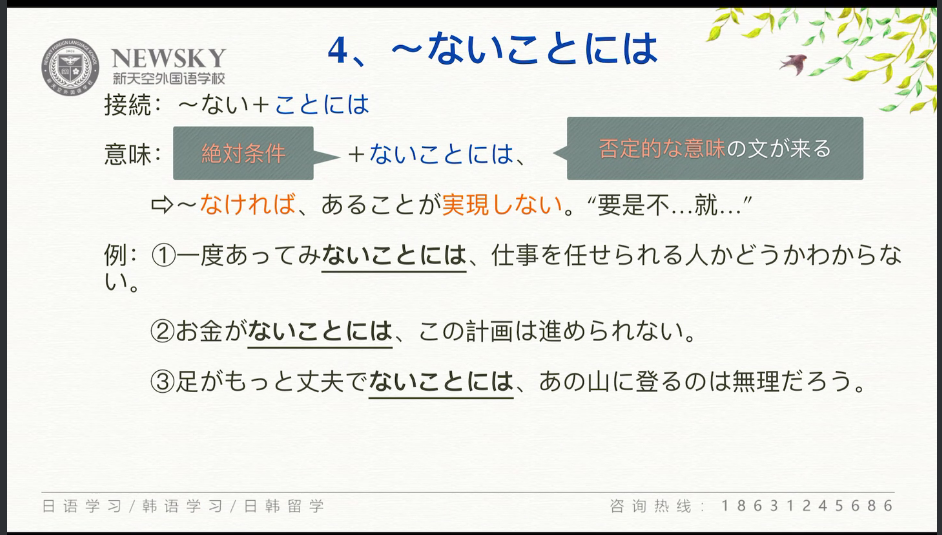 4、～ないことには
NEWSKY
新天空外国语学校
接続：～ない＋ことには
意味：絶対条件＋ないことには、否定的な意味の文が来る
⇨～なければ、あることが実現しない。“要是不…就…”
例：①一度あってみないことには、仕事を任せられる人かどうかわからな
い。
②お金がないことには、この計画は進められない。
③足がもっと丈夫でないことには、あの山に登るのは無理だろう。
日语学习/韩语学习/日韩留学
咨询热线：18631245686